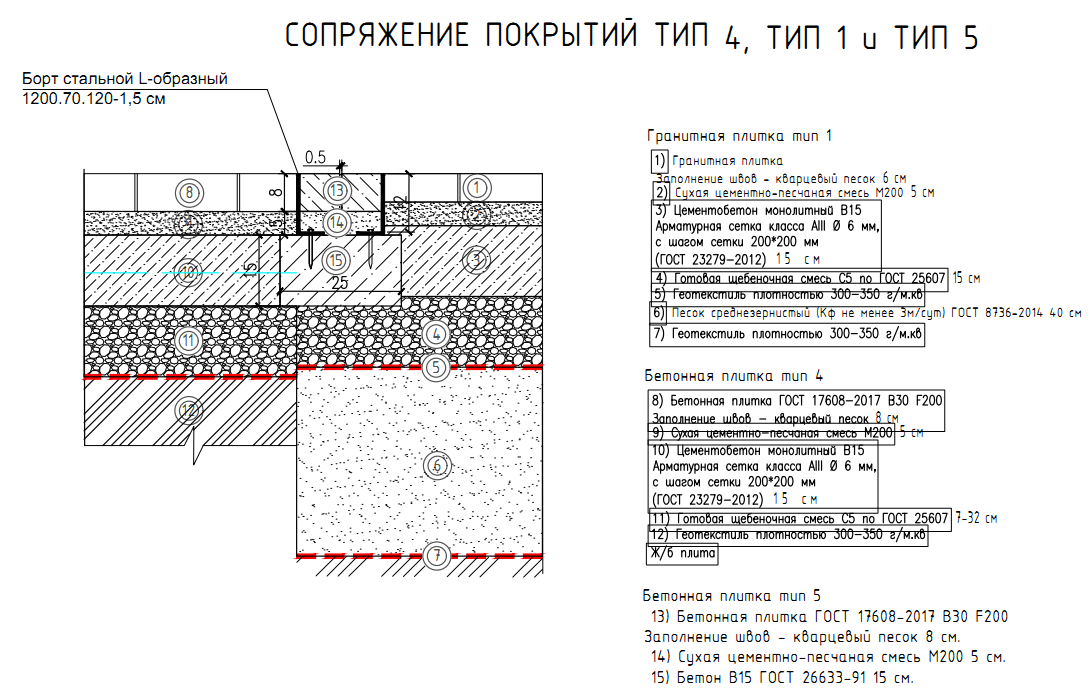 СОПРЯЖЕНИЕ ПОКРЫТИЙ ТИП 4, ТИП 1 и ТИП 5
Борт стальной L-образный
1200.70.120-1,5 см
0.5
8
5
12
15
25
8
13
1
9
14
2
10
15
3
11
4
5
12
6
7
Гранитная плитка тип 1
1) Гранитная плитка
Заполнение швов - кварцевый песок 6 см
2) Сухая цементно-песчаная смесь М200 5 см
3) Цементобетон монолитный В15
Арматурная сетка класса АIII Ø 6 мм,
с шагом сетки 200*200 мм
(ГОСТ 23279-2012) 15 см
4) Готовая щебеночная смесь С5 по ГОСТ 25607 15 см
5) Геотекстиль плотностью 300-350 г/м.кв
6) Песок среднезернистый (Кф не менее 3м/сут) ГОСТ 8736-2014 40 см
7) Геотекстиль плотностью 300-350 г/м.кв
Бетонная плитка тип 4
8) Бетонная плитка ГОСТ 17608-2017 В30 F200
Заполнение швов - кварцевый песок 8 см
9) Сухая цементно-песчаная смесь М200 5 см
10) Цементобетон монолитный В15
Арматурная сетка класса АIII Ø 6 мм,
с шагом сетки 200*200 мм
(ГОСТ 23279-2012) 15 см
11) Готовая щебеночная смесь С5 по ГОСТ 25607 7-32 см
12) Геотекстиль плотностью 300-350 г/м.кв
Ж/б плита
Бетонная плитка тип 5
13) Бетонная плитка ГОСТ 17608-2017 В30 F200
Заполнение швов - кварцевый песок 8 см.
14) Сухая цементно-песчаная смесь М200 5 см.
15) Бетон В15 ГОСТ 26633-91 15 см.